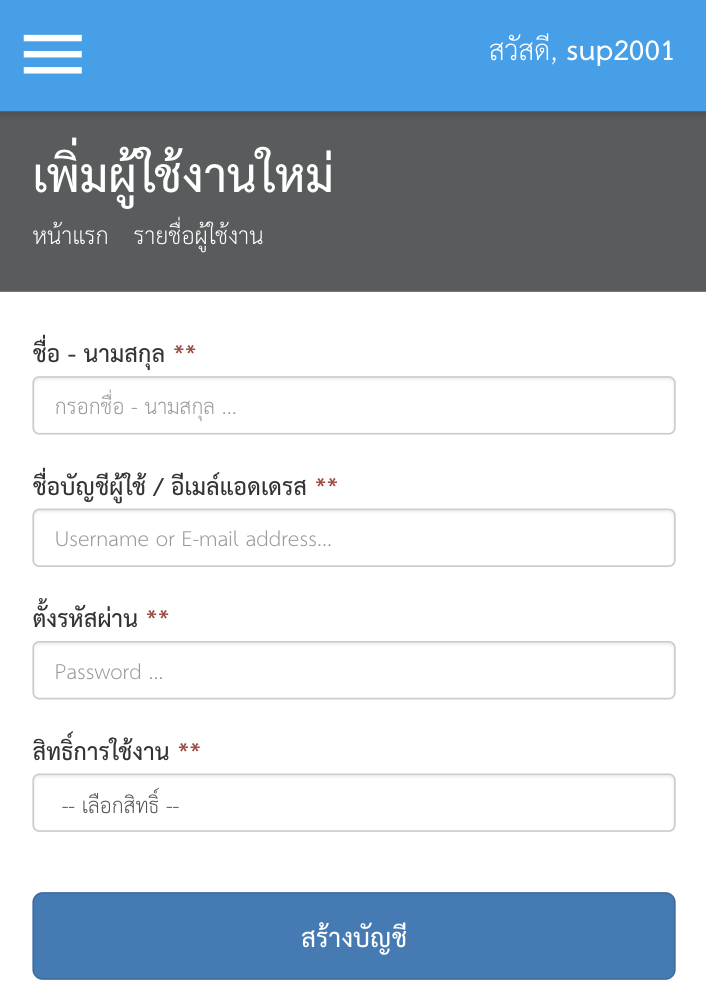 สวัสดี, sup2001
เพิ่มผู้ใช้งานใหม่
หน้าแรก รายชื่อผู้ใช้งาน
ชื่อ - นามสกุล **
กรอกชื่อ - นามสกุล ...
ชื่อบัญชีผู้ใช้ / อีเมล์แอดเดรส **
Username or E-mail address...
ตั้งรหัสผ่าน **
Password ...
สิทธิ์การใช้งาน **
-- เลือกสิทธิ์ --
สร้างบัญชี